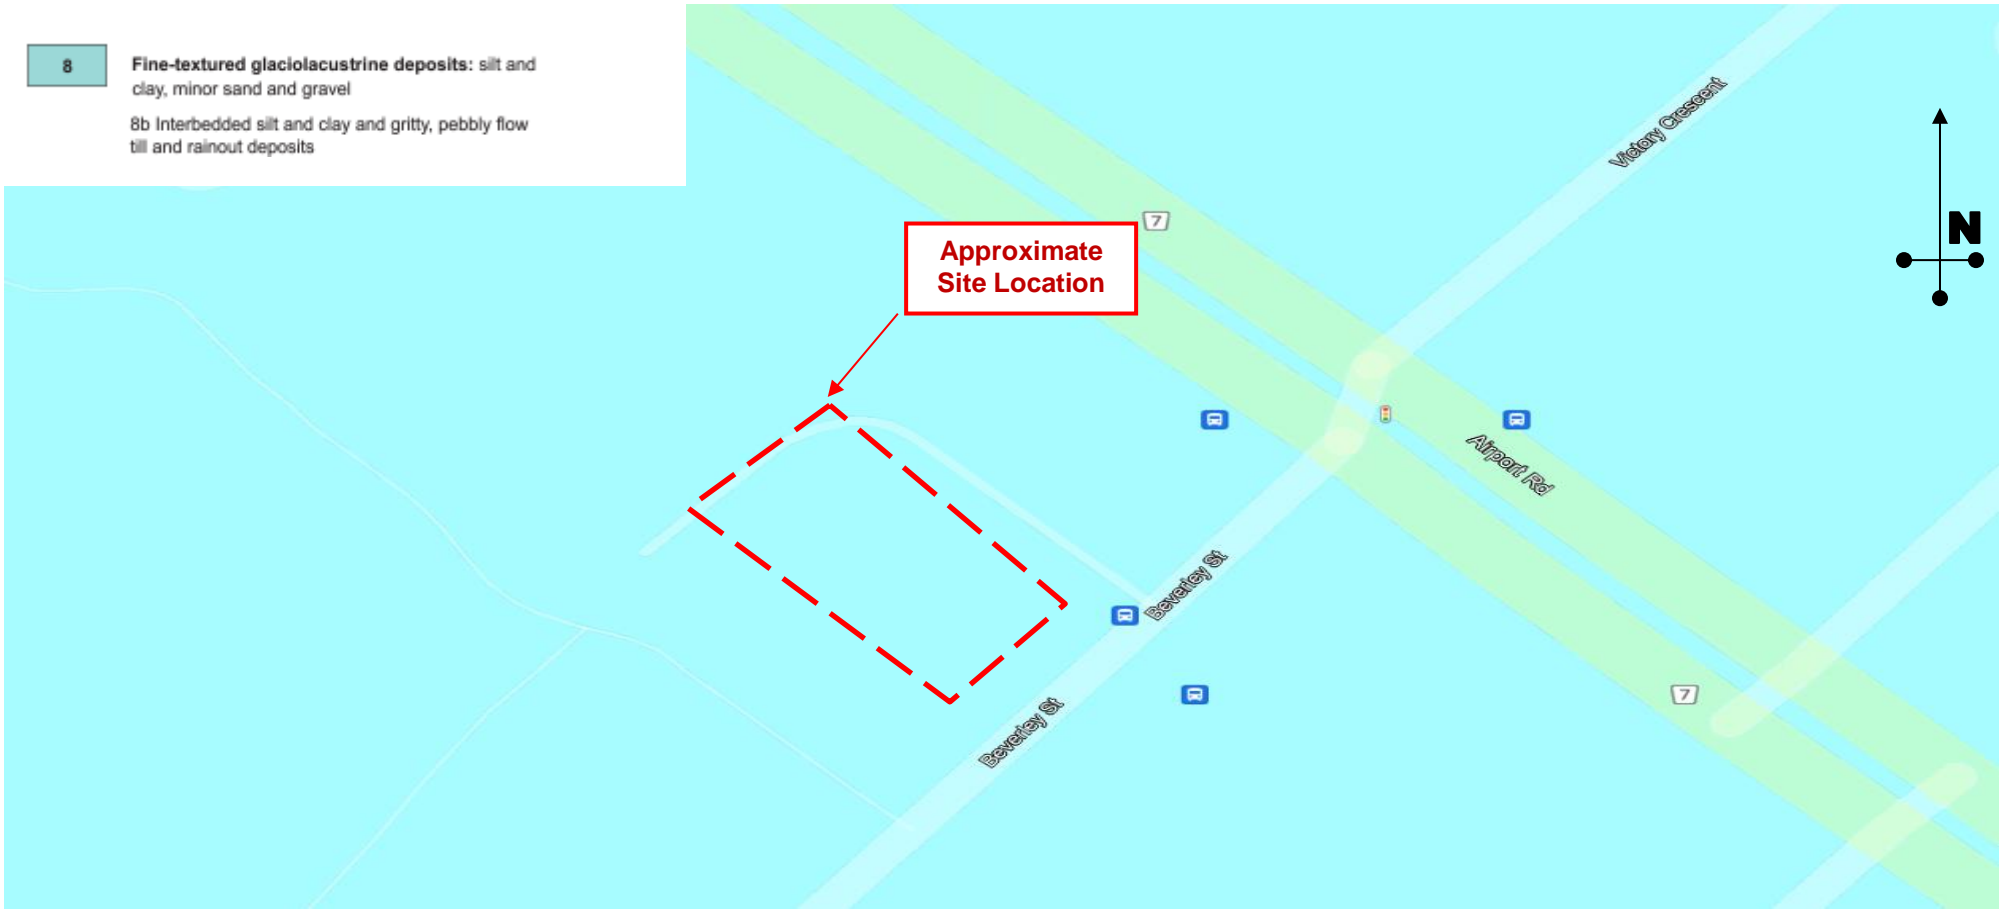 8
Fine-textured glaciolacustrine deposits: silt and
clay, minor sand and gravel
8b Interbedded silt and clay and gritty, pebbly flow
till and rainout deposits
Victory Crescent
7
N
Approximate
Site Location
Airport Rd
Beverley St
7
Beverley St